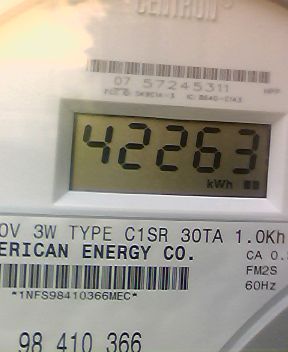 CENTRON
07 57245311
42263
kWh
0V 3W TYPE C1SR 30TA 1.0Kh
ERICAN ENERGY CO.
CA 0.
FM2S
*1NFS98410366MEC*
60Hz
98 410 366